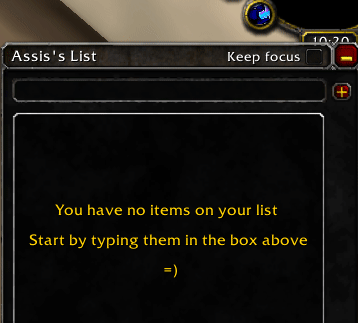 10:20
Assis's List
Keep focus
You have no items on your list
Start by typing them in the box above
=)